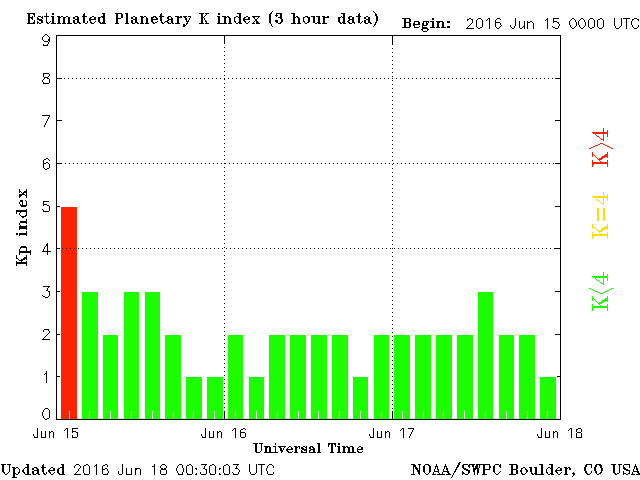 Estimated Planetary K index (3 hour data) Begin: 2016 Jun 15 0000 UTC
9
8
7
6
5
4
3
2
1
0
Kp index
K>4
K=4
K<4
Jun 15 Jun 16 Jun 17 Jun 18
Universal Time
Updated 2016 Jun 18 00:30:03 UTC NOAA/SWPC Boulder, CO USA